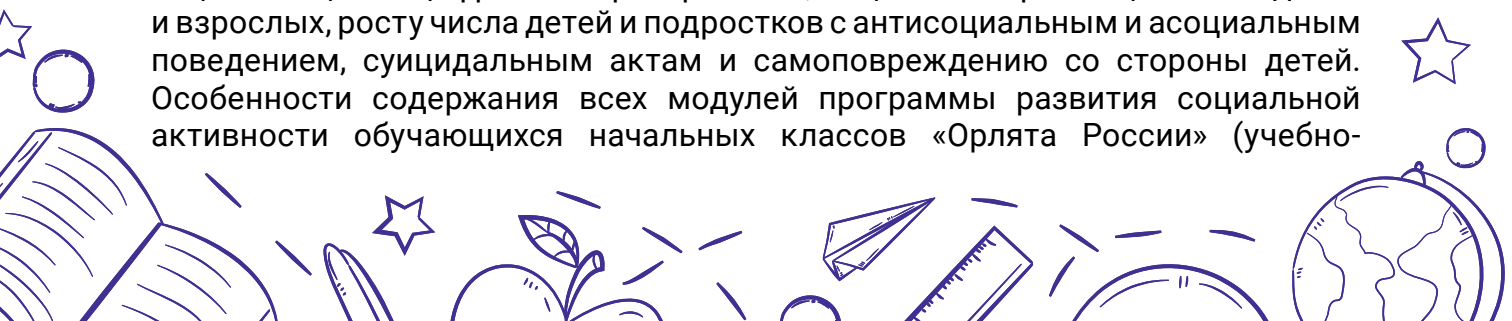 и взрослых, росту числа детей и подростков с антисоциальным и асоциальным
поведением, суицидальным актам и самоповреждению со стороны детей.
Особенности содержания всех модулей программы развития социальной
активности обучающихся начальных классов «Орлята России» (учебно-